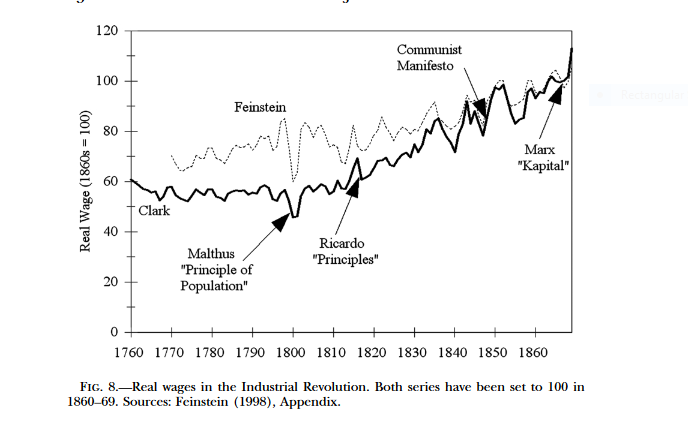 120
100
80
60
40
20
0
Real Wage (1860s = 100)
Communist
Manifesto
Feinstein
Clark
Marx
"Kapital"
Malthus
"Principle of
Population"
Ricardo
"Principles"
1760 1770 1780 1790 1800 1810 1820 1830 1840 1850 1860
FIG. 8.—Real wages in the Industrial Revolution. Both series have been set to 100 in
1860–69. Sources: Feinstein (1998), Appendix.